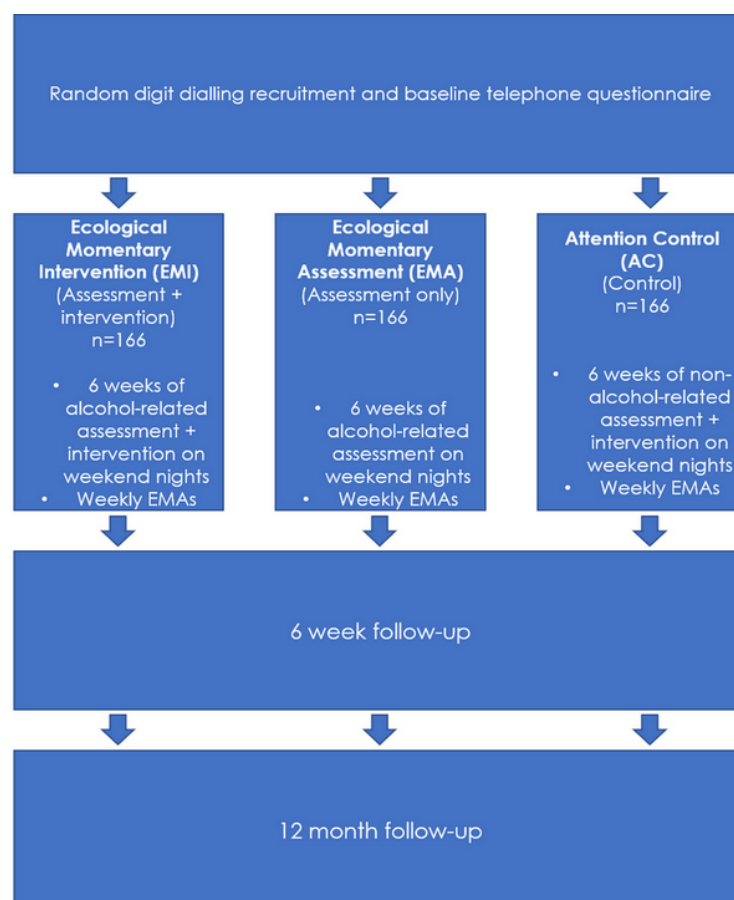 Random digit dialling recruitment and baseline telephone questionnaire
Ecological
Momentary
Intervention (EMI)
(Assessment +
intervention)
n=166
• 6 weeks of
alcohol-related
assessment +
intervention on
weekend nights
• Weekly EMAs
Ecological
Momentary
Assessment (EMA)
(Assessment only)
n=166
• 6 weeks of
alcohol-related
assessment on
weekend nights
• Weekly EMAs
Attention Control
(AC)
(Control)
n=166
• 6 weeks of non-
alcohol-related
assessment +
intervention on
weekend nights
• Weekly EMAs
6 week follow-up
12 month follow-up